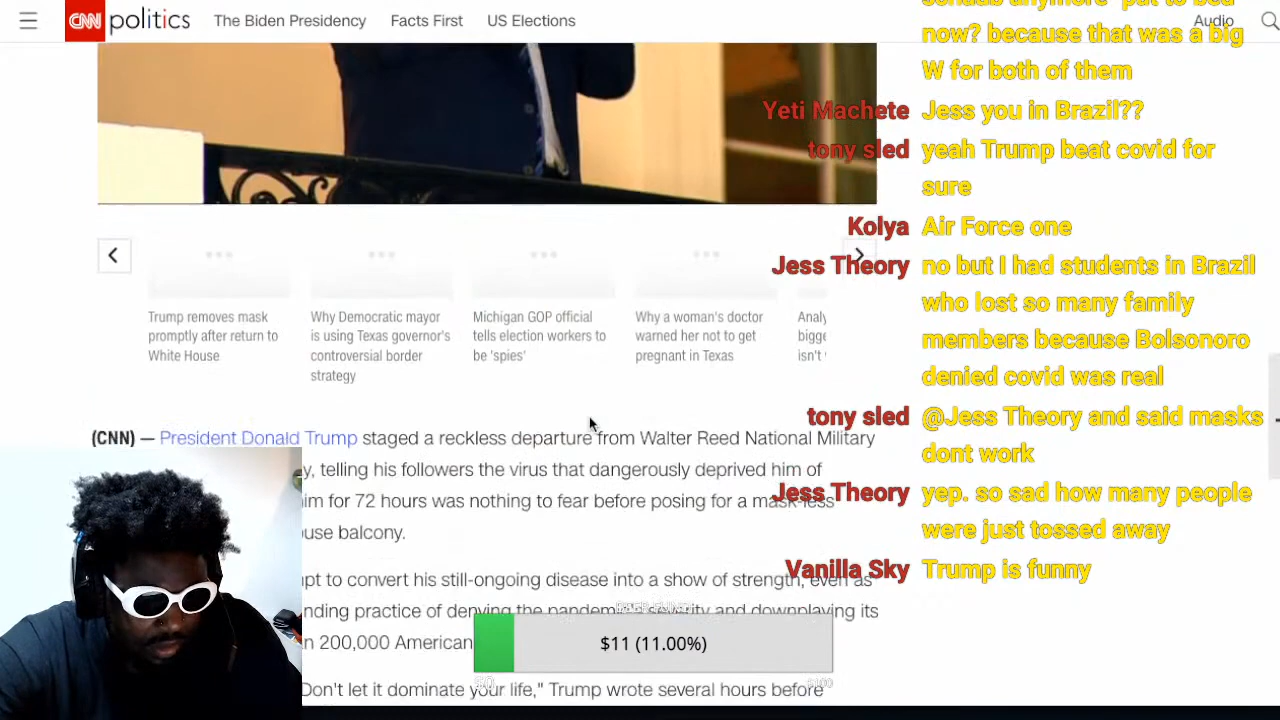 CNN politics The Biden Presidency Facts First US Elections Audio
now? because that was a big
W for both of them
Yeti Machete Jess you in Brazil??
tony sled yeah Trump beat covid for
sure
Kolya Air Force one
Jess Theory no but I had students in Brazil
who lost so many family
members because Bolsonoro
denied covid was real
tony sled @Jess Theory and said masks
dont work
Jess Theory yep. so sad how many people
were just tossed away
Vanilla Sky Trump is funny
Trump removes mask
promptly after return to
White House
Why Democratic mayor
is using Texas governor's
controversial border
strategy
Michigan GOP official
tells election workers to
be 'spies'
Why a woman's doctor
warned her not to get
pregnant in Texas
Analy
bigge
isn't
(CNN) — President Donald Trump staged a reckless departure from Walter Reed National Military
y, telling his followers the virus that dangerously deprived him of
im for 72 hours was nothing to fear before posing for a mask-less
use balcony.
pt to convert his still-ongoing disease into a show of strength, even as
nding practice of denying the pandemic's severity and downplaying its
n 200,000 American
Don't let it dominate your life," Trump wrote several hours before
$11 (11.00%)
$0 $100